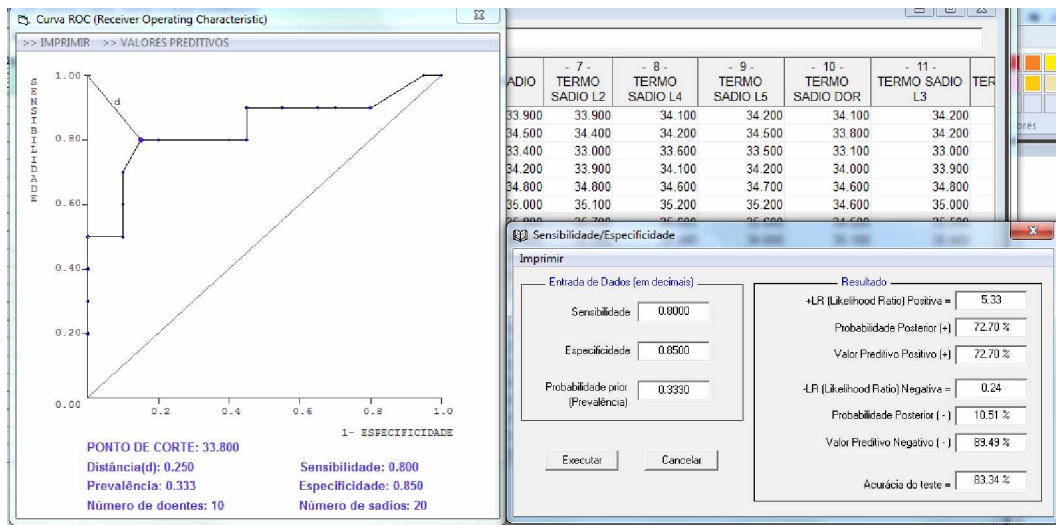 Curva ROC (Receiver Operating Characteristic)
>> IMPRIMIR >> VALORES PREDITIVOS
SENSIBILIDADE
1.00
d
0.80
0.60
0.40
0.20
0.00
0.2 0.4 0.6 0.8 1.0
1- ESPECIFICIDADE
PONTO DE CORTE: 33.800
Distância(d): 0.250 Sensibilidade: 0.800
Prevalência: 0.333 Especificidade: 0.850
Número de doentes: 10 Número de sadios: 20
- 7 - - 8 - - 9 - - 10 - - 11 -
ADIO TERMO TERMO TERMO TERMO TERMO SADIO TER
SADIO L2 SADIO L4 SADIO L5 SADIO DOR L3
33.900 33.900 34.100 34.200 34.100 34.200
34.500 34.400 34.200 34.500 33.800 34.200
33.400 33.000 33.600 33.500 33.100 33.000
34.200 33.900 34.100 34.200 34.000 33.900
34.800 34.800 34.600 34.700 34.600 34.800
35.000 35.100 35.200 35.200 34.600 35.000
ores
Sensibilidade/Especificidade
Imprimir
Entrada de Dados (em decimais)
Sensibilidade 0.8000
Especificidade 0.8500
Probabilidade prior 0.3330
(Prevalência)
Executar Cancelar
Resultado
+LR (Likelihood Ratio) Positiva = 5.33
Probabilidade Posterior (+) 72.70 %
Valor Preditivo Positivo (+) 72.70 %
-LR (Likelihood Ratio) Negativa = 0.24
Probabilidade Posterior ( - ) 10.51 %
Valor Preditivo Negativo ( - ) 89.49 %
Acurácia do teste = 83.34 %